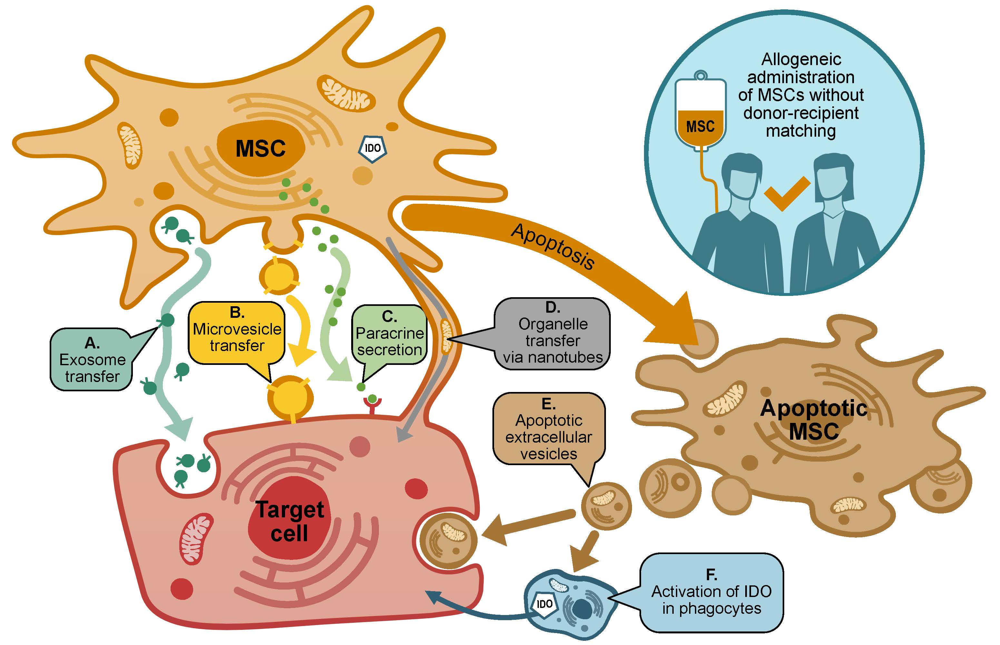 MSC
IDO
Allogeneic
administration
of MSCs without
donor-recipient
matching
MSC
Apoptosis
A.
Exosome
transfer
B.
Microvesicle
transfer
C.
Paracrine
secretion
D.
Organelle
transfer
via nanotubes
E.
Apoptotic
extracellular
vesicles
Apoptotic
MSC
Target
cell
F.
Activation of IDO
in phagocytes
IDO